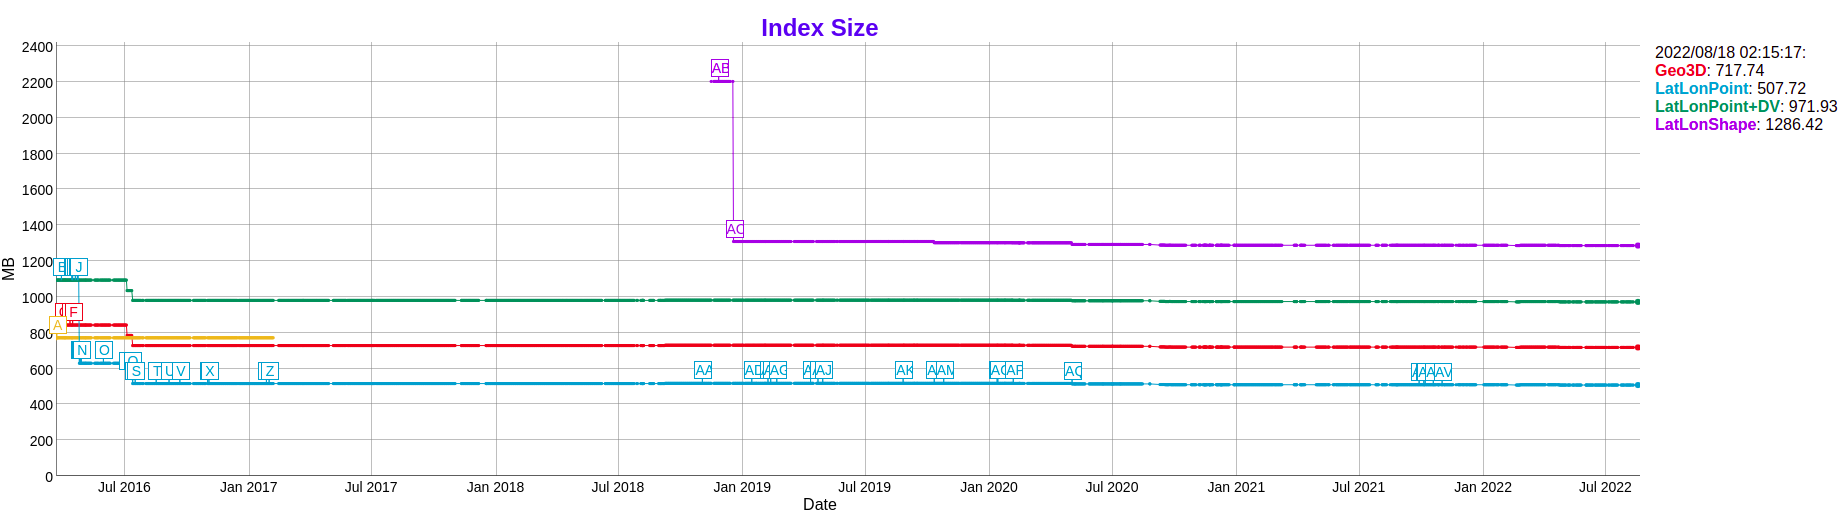 Index Size
2022/08/18 02:15:17:
Geo3D: 717.74
LatLonPoint: 507.72
LatLonPoint+DV: 971.93
LatLonShape: 1286.42
MB
2400
2200
2000
1800
1600
1400
1200
1000
800
600
400
200
0
AB
AC
J
F
A
N
O
S
T
V
X
Z
AA
AJ
AK
AV
Jul 2016
Jan 2017
Jul 2017
Jan 2018
Jul 2018
Jan 2019
Jul 2019
Jan 2020
Jul 2020
Jan 2021
Jul 2021
Jan 2022
Jul 2022
Date